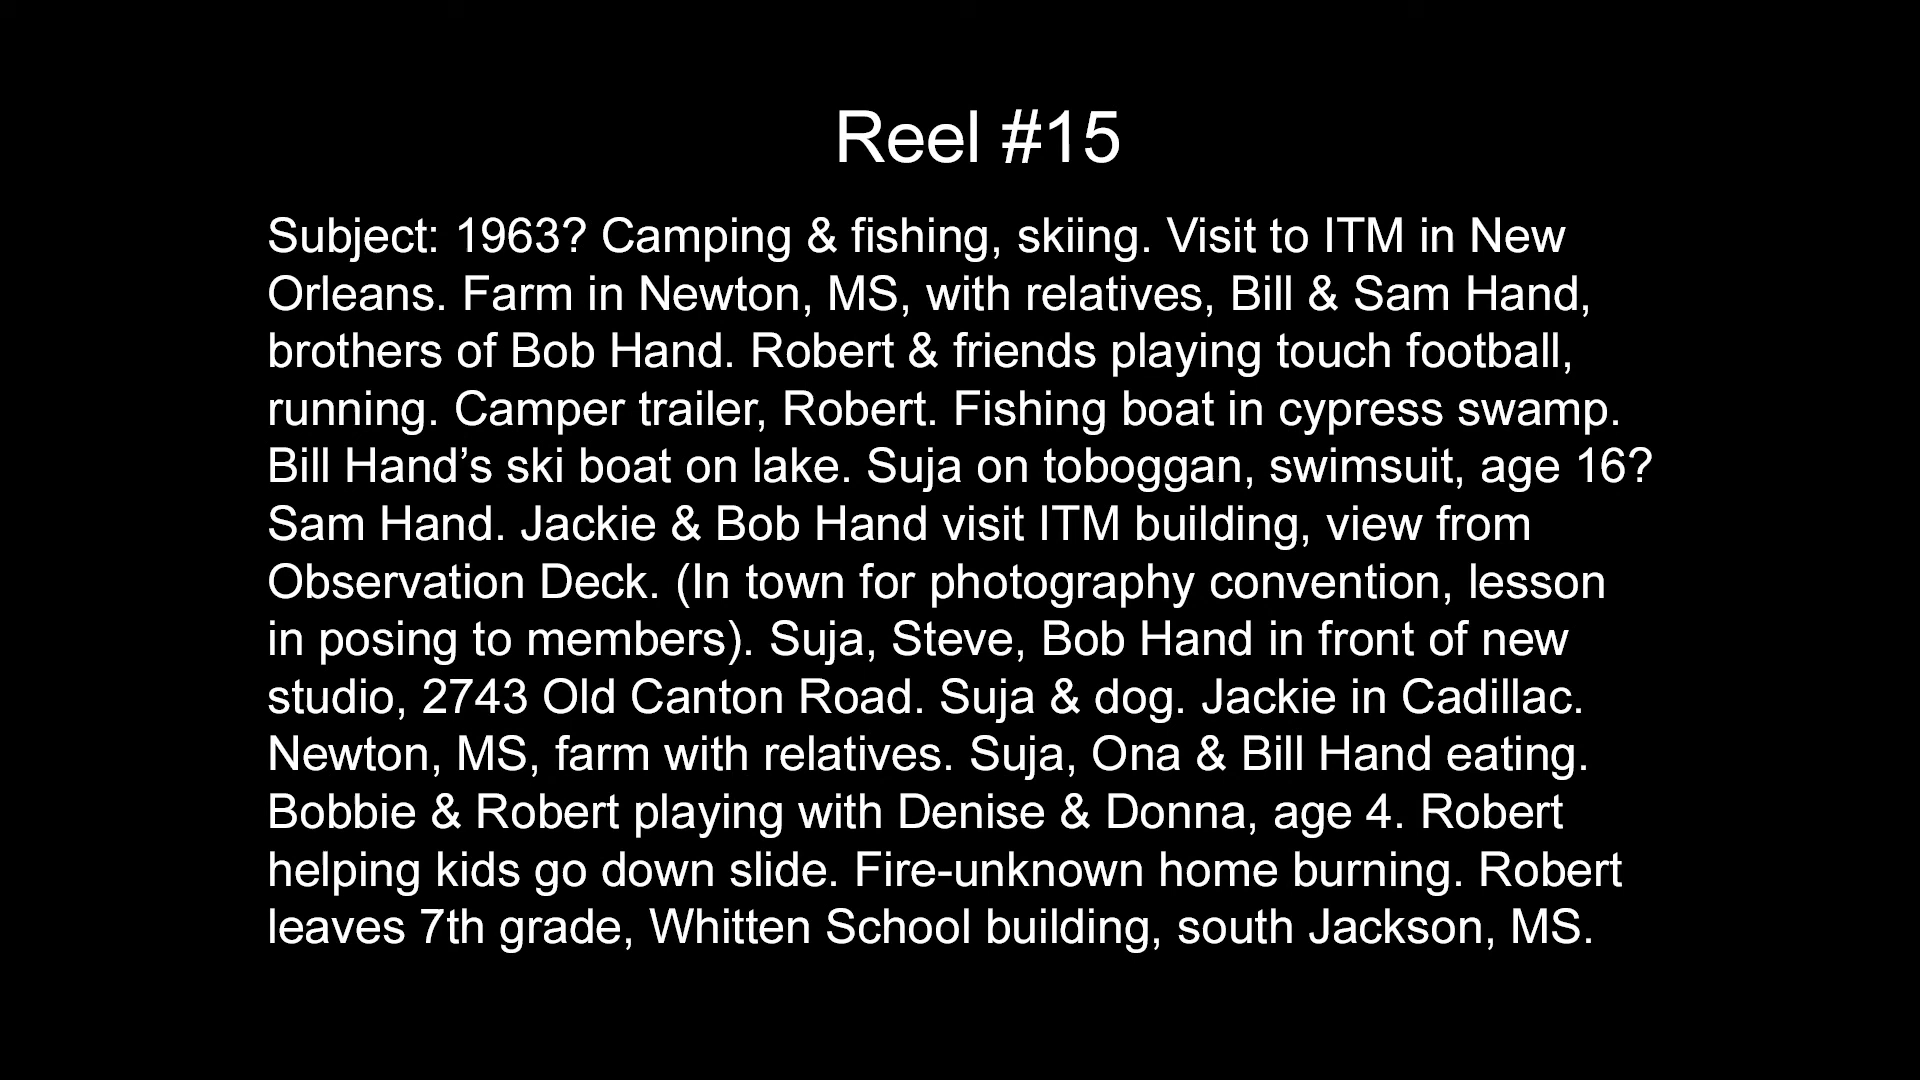 Reel #15
Subject: 1963? Camping & fishing, skiing. Visit to ITM in New
Orleans. Farm in Newton, MS, with relatives, Bill & Sam Hand,
brothers of Bob Hand. Robert & friends playing touch football,
running. Camper trailer, Robert. Fishing boat in cypress swamp.
Bill Hand’s ski boat on lake. Suja on toboggan, swimsuit, age 16?
Sam Hand. Jackie & Bob Hand visit ITM building, view from
Observation Deck. (In town for photography convention, lesson
in posing to members). Suja, Steve, Bob Hand in front of new
studio, 2743 Old Canton Road. Suja & dog. Jackie in Cadillac.
Newton, MS, farm with relatives. Suja, Ona & Bill Hand eating.
Bobbie & Robert playing with Denise & Donna, age 4. Robert
helping kids go down slide. Fire-unknown home burning. Robert
leaves 7th grade, Whitten School building, south Jackson, MS.